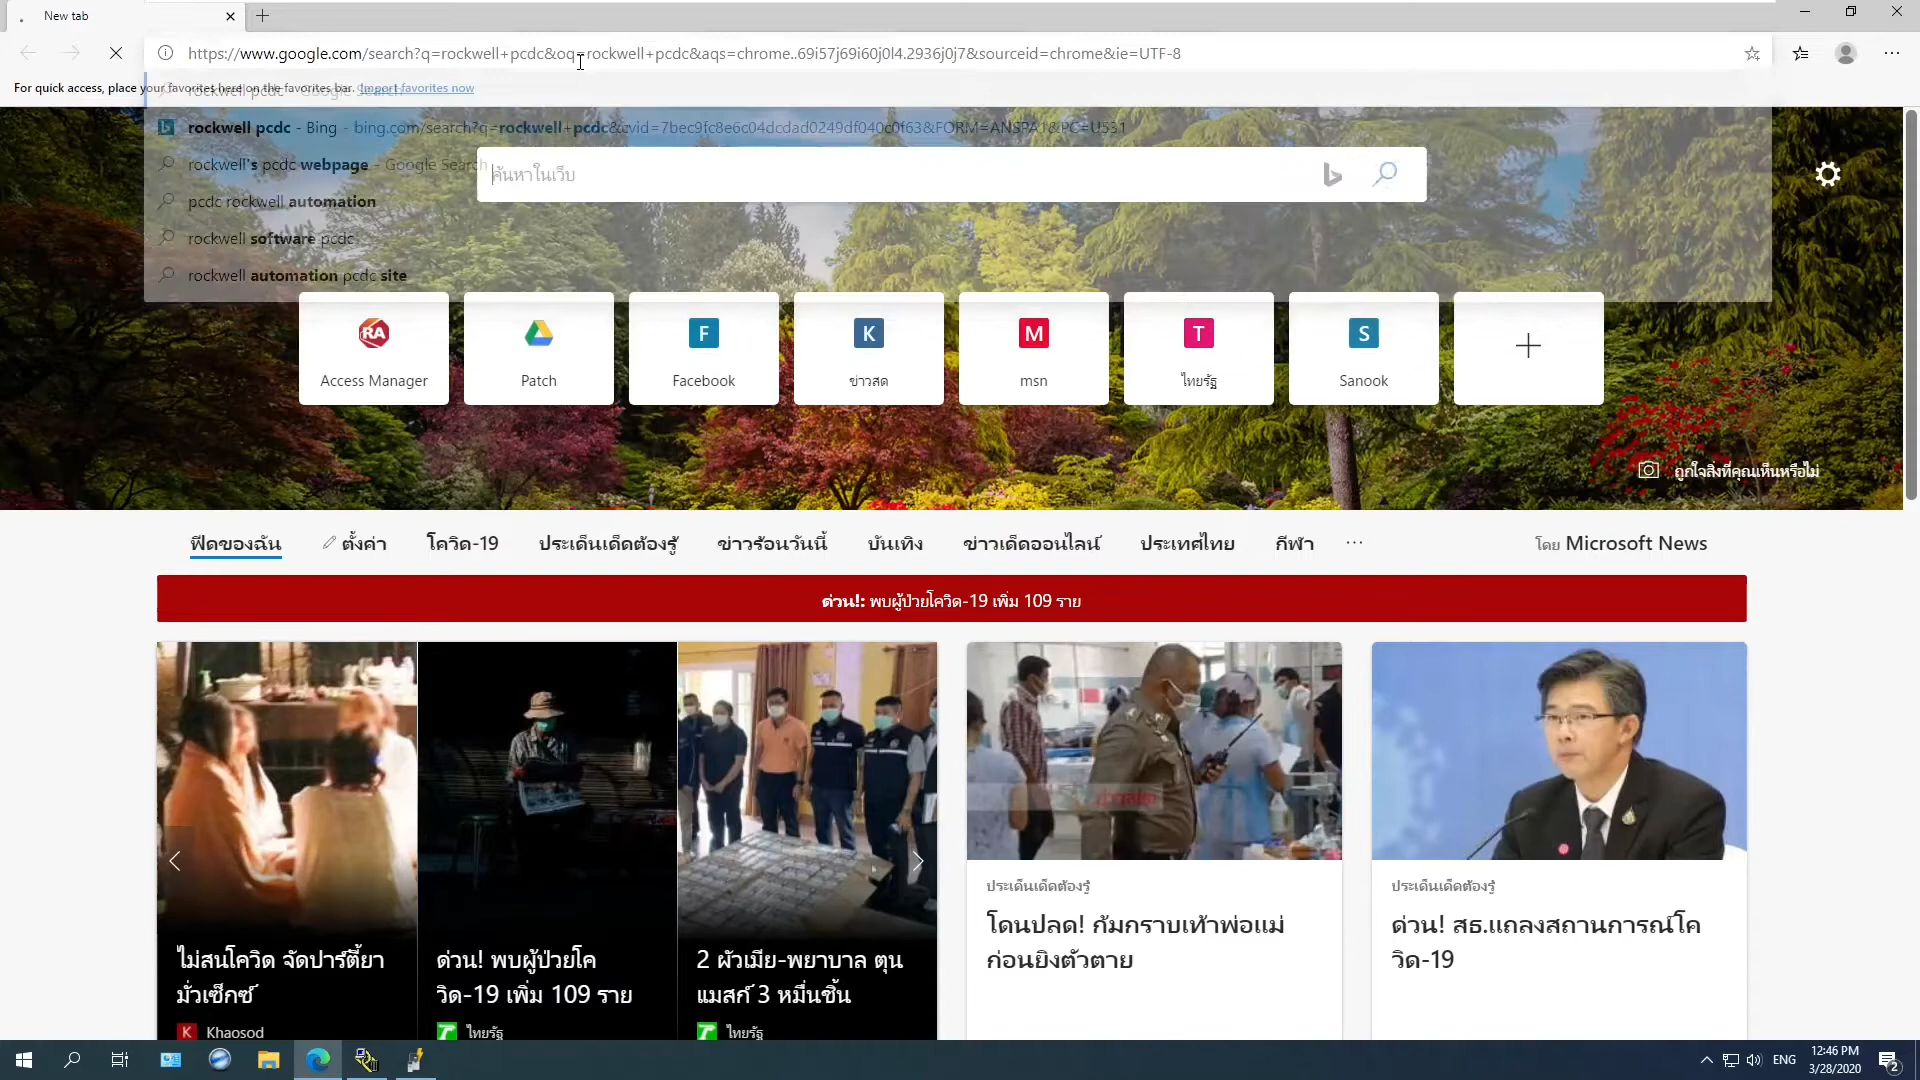 New tab
https://www.google.com/search?q=rockwell+pcdc&oq=rockwell+pcdc&aqs=chrome..69i57j69i60j0l4.2936j0j7&sourceid=chrome&ie=UTF-8
For quick access, place your favorites here on the favorites bar. Import favorites now
rockwell pcdc - Google Search
rockwell pcdc - Bing - bing.com/search?q=rockwell+pcdc&cvid=7bec9fc8e6c04dcdad0249df040c0f63&FORM=ANSPA1&PC=U531
rockwell's pcdc webpage - Google Search
ค้นหาในเว็บ
pcdc rockwell automation
rockwell software pcdc
rockwell automation pcdc site
RA
F
K
M
T
S
Access Manager
Patch
Facebook
ข่าวสด
msn
ไทยรัฐ
Sanook
ถูกใจสิ่งที่คุณเห็นหรือไม่
ฟีดของฉัน
ตั้งค่า
โควิด-19
ประเด็นเด็ดต้องรู้
ข่าวร้อนวันนี้
บันเทิง
ข่าวเด็ดออนไลน์
ประเทศไทย
กีฬา
โดย Microsoft News
ด่วน!: พบผู้ป่วยโควิด-19 เพิ่ม 109 ราย
ไม่สนโควิด จัดปาร์ตี้ยา
มั่วเซ็กซ์
K Khaosod
ด่วน! พบผู้ป่วยโค
วิด-19 เพิ่ม 109 ราย
ไทยรัฐ
2 ผัวเมีย-พยาบาล ตุน
แมสก์ 3 หมื่นชิ้น
ไทยรัฐ
ประเด็นเด็ดต้องรู้
โดนปลด! ก้มกราบเท้าพ่อแม่
ก่อนยิงตัวตาย
ประเด็นเด็ดต้องรู้
ด่วน! สธ.แถลงสถานการณ์โค
วิด-19
ENG
12:46 PM
3/28/2020
2